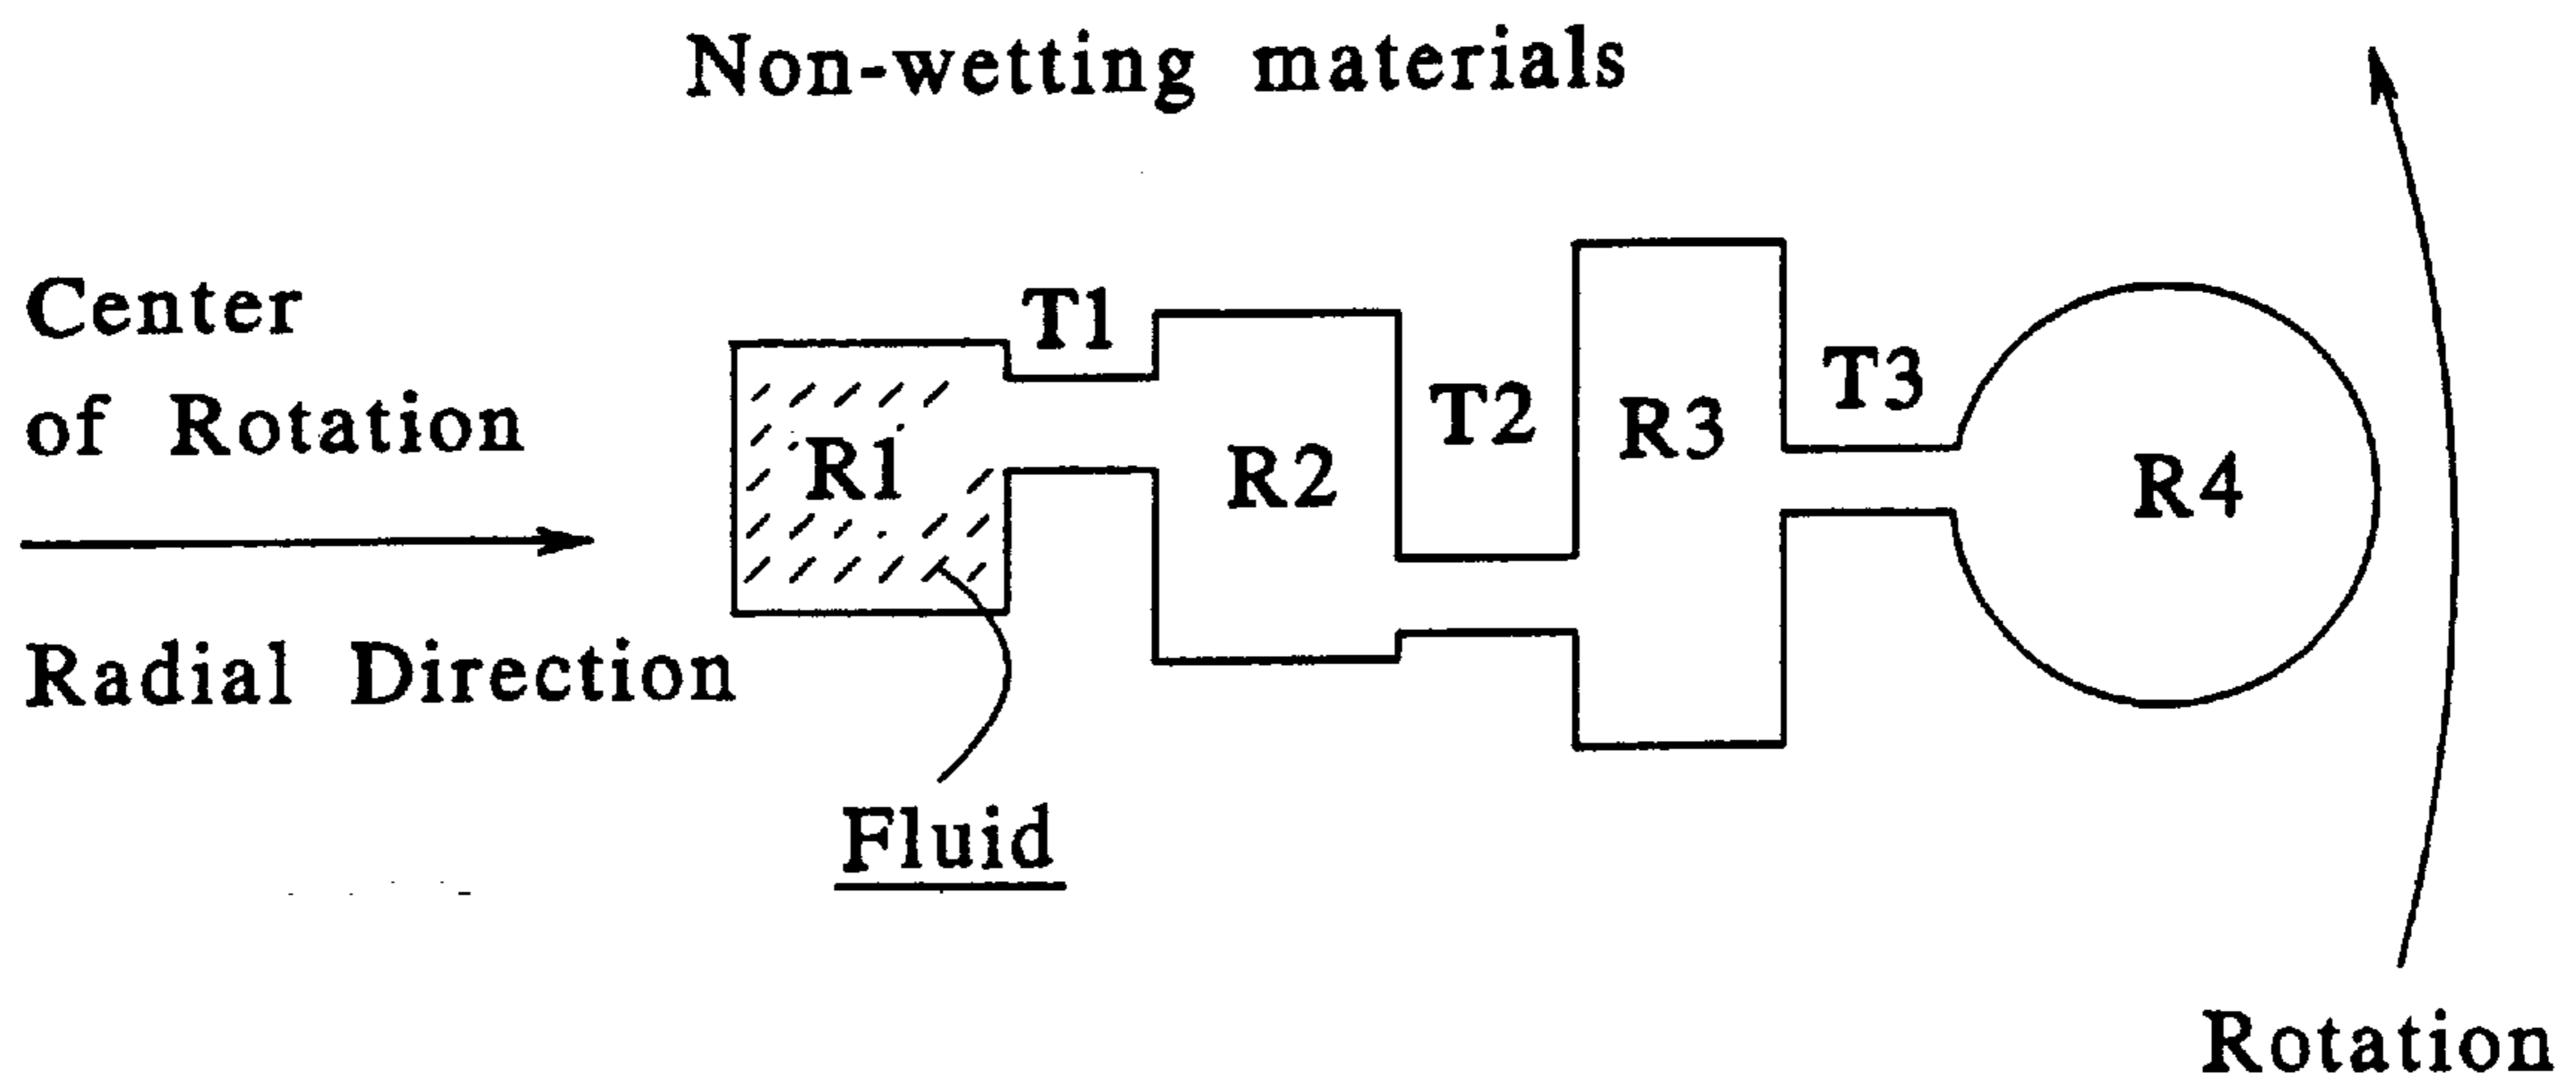 Non-wetting materials
Center
of Rotation
Radial Direction
T1
R1
R2
T2
R3
T3
R4
Fluid
Rotation